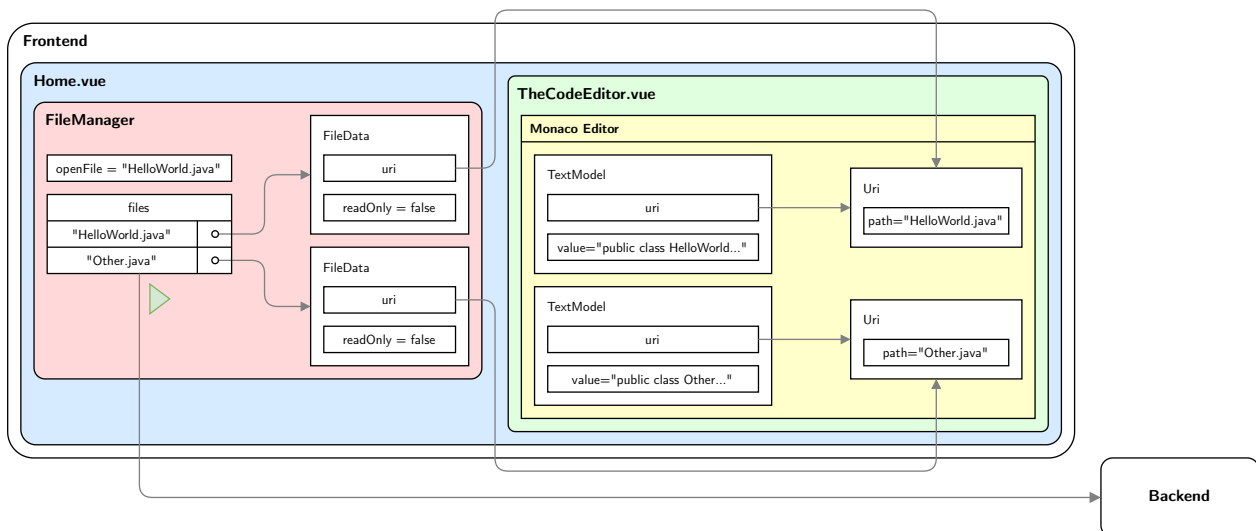 Frontend
Home.vue
FileManager
openFile = "HelloWorld.java"
files
"HelloWorld.java"
"Other.java"
FileData
uri
readOnly = false
FileData
uri
readOnly = false
TheCodeEditor.vue
Monaco Editor
TextModel
uri
value="public class HelloWorld..."
TextModel
uri
value="public class Other..."
Uri
path="HelloWorld.java"
Uri
path="Other.java"
Backend